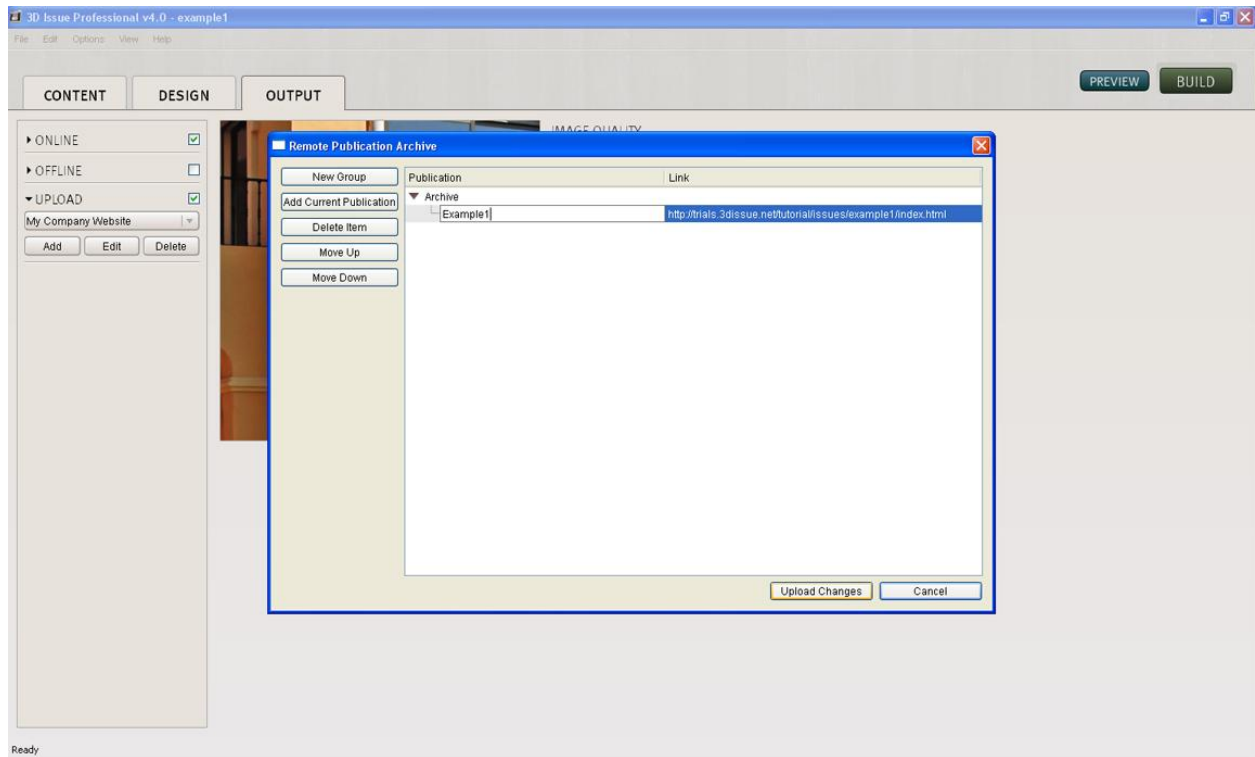 3D Issue Professional v4.0 - example1
File Edit Options View Help
CONTENT DESIGN OUTPUT PREVIEW BUILD
ONLINE
OFFLINE
UPLOAD
My Company Website
Add Edit Delete
IMAGE QUALITY
Remote Publication Archive
New Group
Add Current Publication
Delete Item
Move Up
Move Down
Publication Link
Archive
Example1 http://trials.3dissue.net/tutorial/issues/example1/index.html
Upload Changes Cancel
Ready